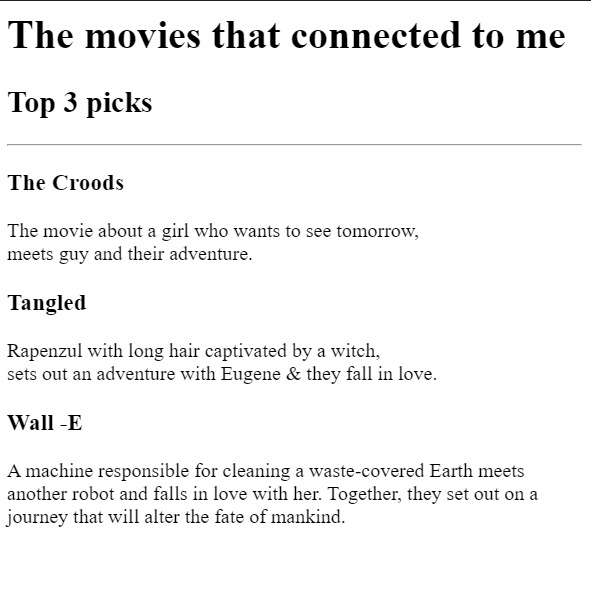 The movies that connected to me
Top 3 picks
The Croods
The movie about a girl who wants to see tomorrow,
meets guy and their adventure.
Tangled
Rapenzul with long hair captivated by a witch,
sets out an adventure with Eugene & they fall in love.
Wall -E
A machine responsible for cleaning a waste-covered Earth meets
another robot and falls in love with her. Together, they set out on a
journey that will alter the fate of mankind.